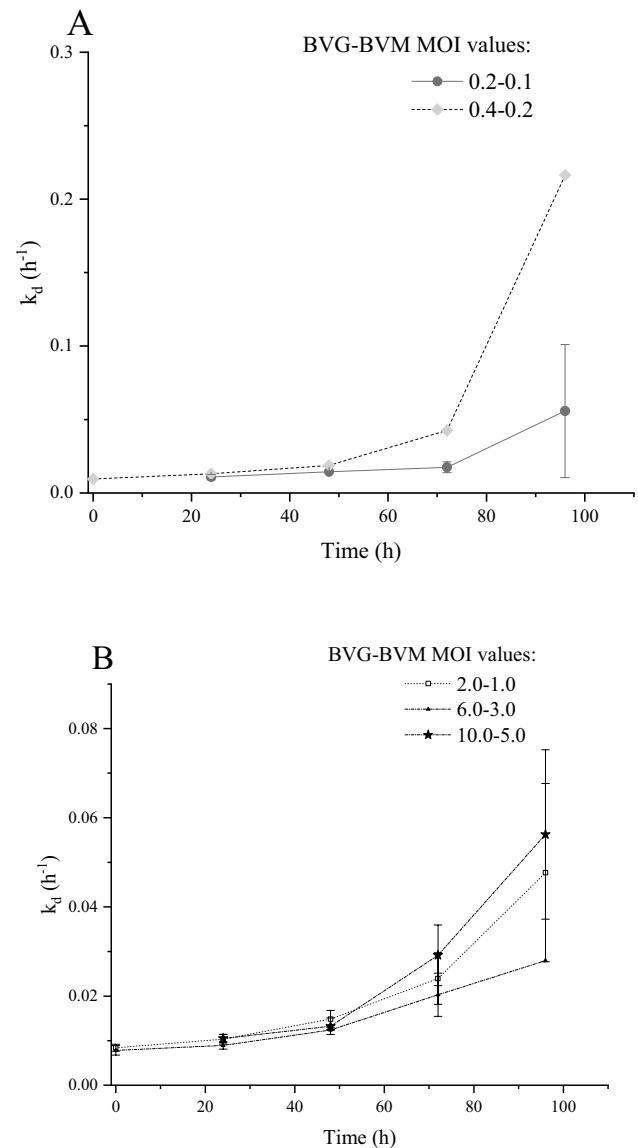 A
BVG-BVM MOI values:
0.2-0.1
0.4-0.2
0.3
0.2
0.1
0.0
k_d (h^-1)
0 20 40 60 80 100
Time (h)
B
BVG-BVM MOI values:
2.0-1.0
6.0-3.0
10.0-5.0
0.08
0.06
0.04
0.02
0.00
k_d (h^-1)
0 20 40 60 80 100
Time (h)